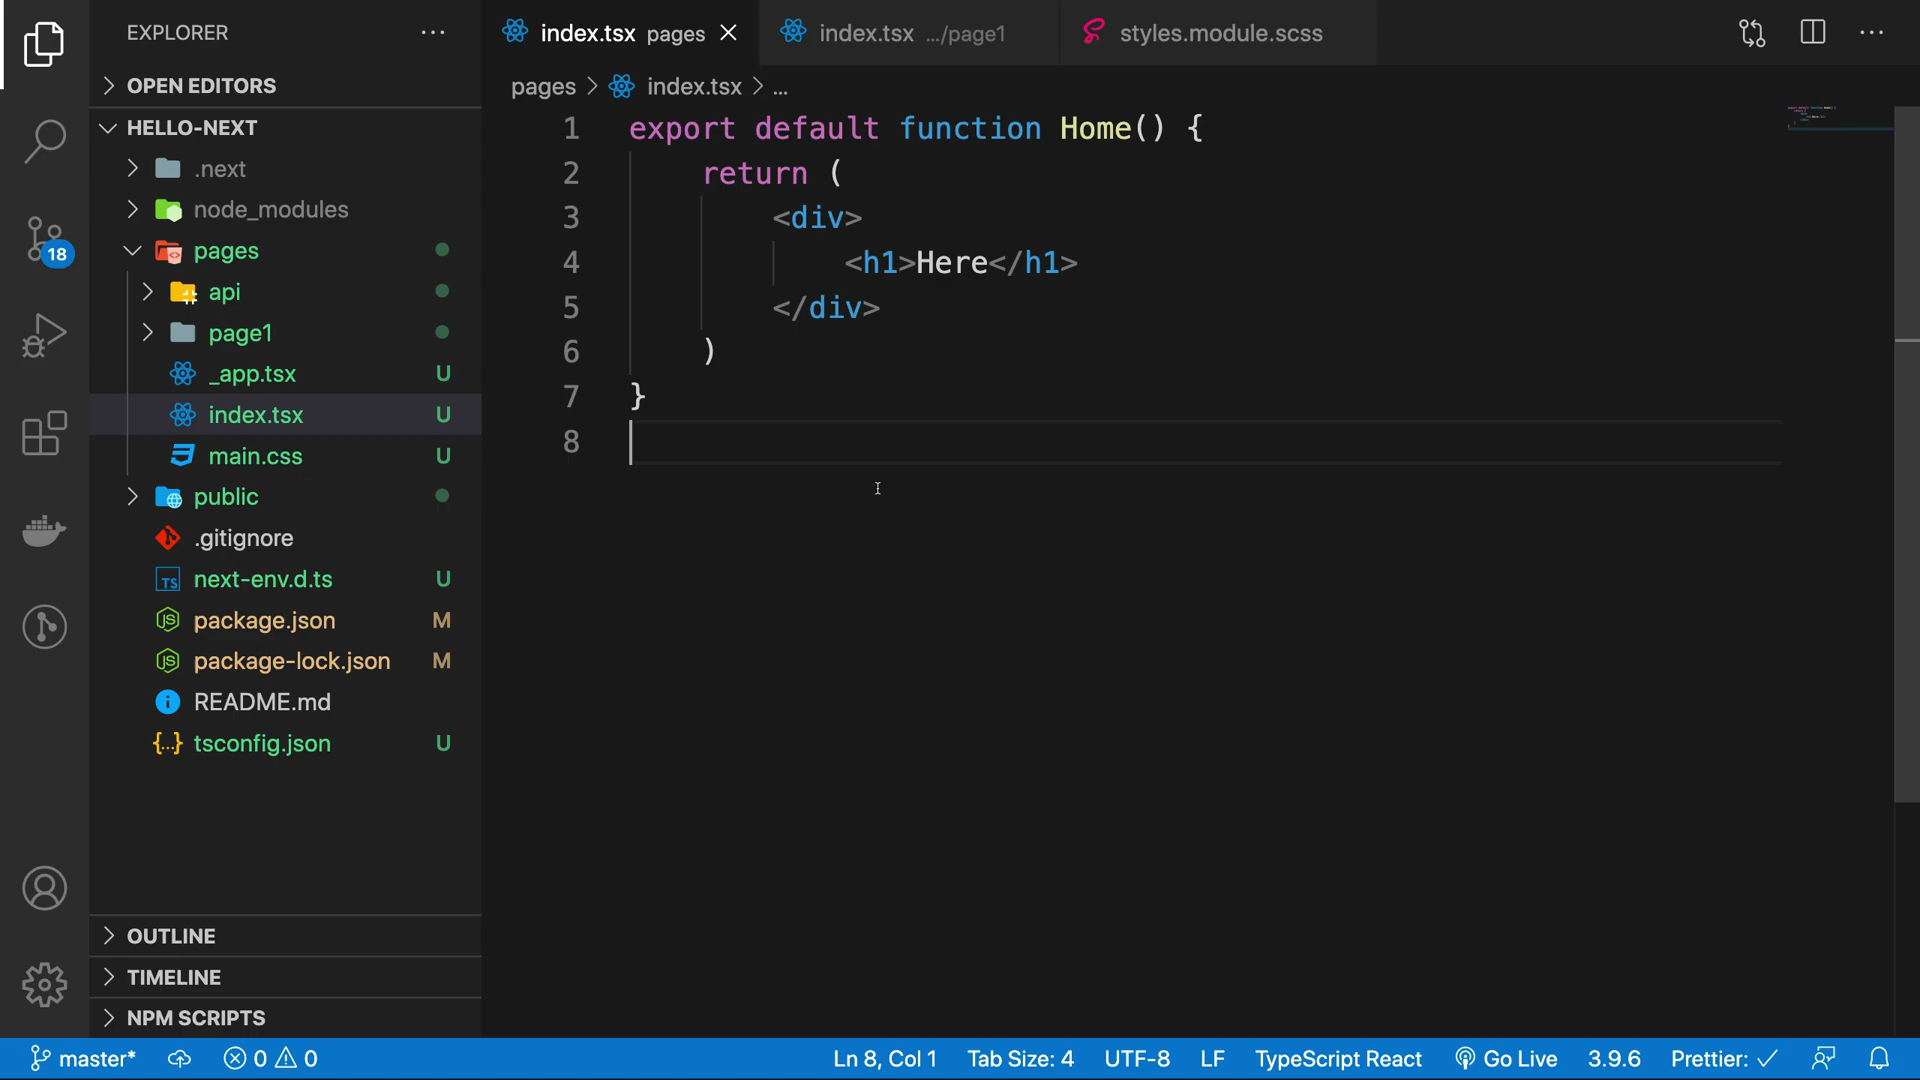 EXPLORER
OPEN EDITORS
HELLO-NEXT
.next
node_modules
pages
api
page1
_app.tsx U
index.tsx U
main.css U
public
.gitignore
TS next-env.d.ts U
JS package.json M
JS package-lock.json M
README.md
{...} tsconfig.json U
OUTLINE
TIMELINE
NPM SCRIPTS
18
index.tsx pages
index.tsx .../page1
styles.module.scss
pages > index.tsx > ...
1 export default function Home() {
2 return (
3 <div>
4 <h1>Here</h1>
5 </div>
6 )
7 }
8
master* 0 0 Ln 8, Col 1 Tab Size: 4 UTF-8 LF TypeScript React Go Live 3.9.6 Prettier: ✓